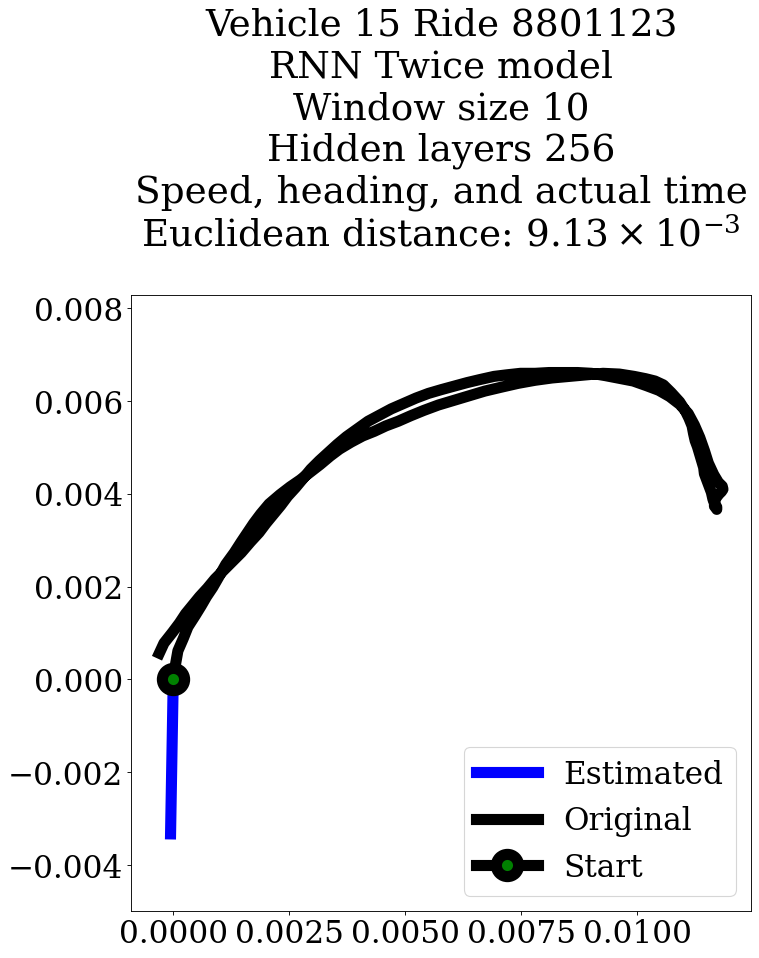 Vehicle 15 Ride 8801123
RNN Twice model
Window size 10
Hidden layers 256
Speed, heading, and actual time
Euclidean distance: 9.13 × 10⁻³
0.008
0.006
0.004
0.002
0.000
−0.002
−0.004
Estimated
Original
Start
0.0000 0.0025 0.0050 0.0075 0.0100